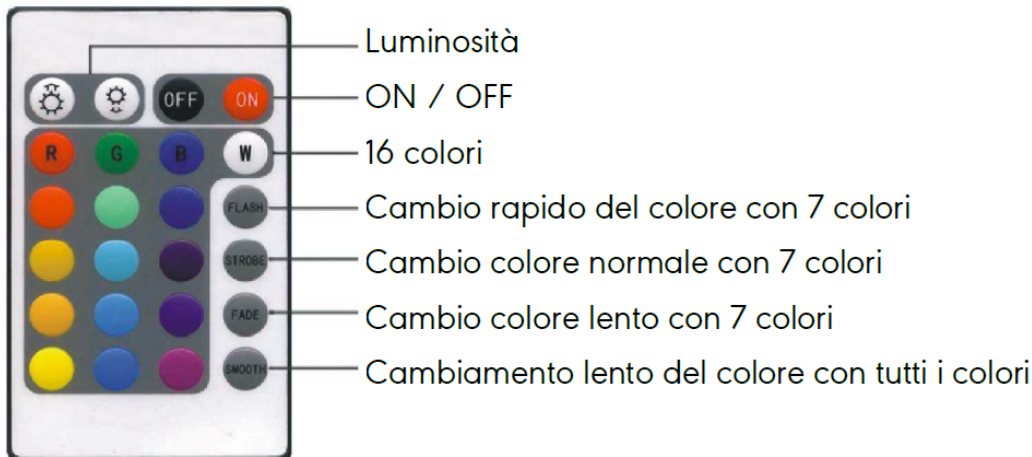 Luminosità
OFF ON
ON / OFF
R G B W
16 colori
FLASH
Cambio rapido del colore con 7 colori
STROBE
Cambio colore normale con 7 colori
FADE
Cambio colore lento con 7 colori
SMOOTH
Cambiamento lento del colore con tutti i colori